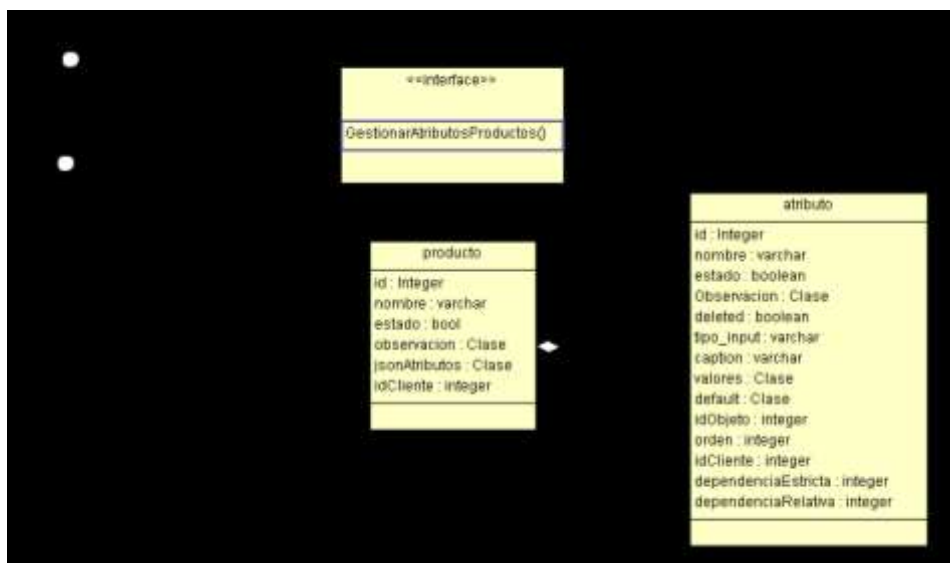 <<interface>>
GestionarAtributosProductos()
atributo
id : Integer
nombre : varchar
estado : boolean
Observacion : Clase
deleted : boolean
tipo_input : varchar
caption : varchar
valores : Clase
default : Clase
idObjeto : integer
orden : integer
idCliente : integer
dependenciaEstricta : integer
dependenciaRelativa : integer
producto
id : Integer
nombre : varchar
estado : bool
observacion : Clase
jsonAtributos : Clase
idCliente : integer